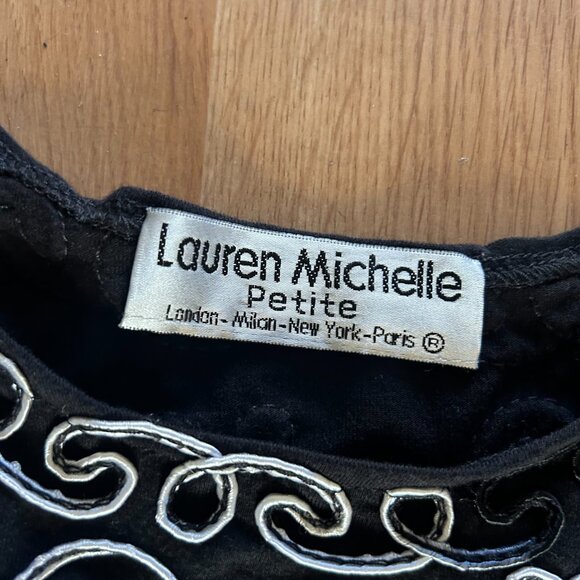 Lauren Michelle
Petite
London - Milan - New York - Paris ®